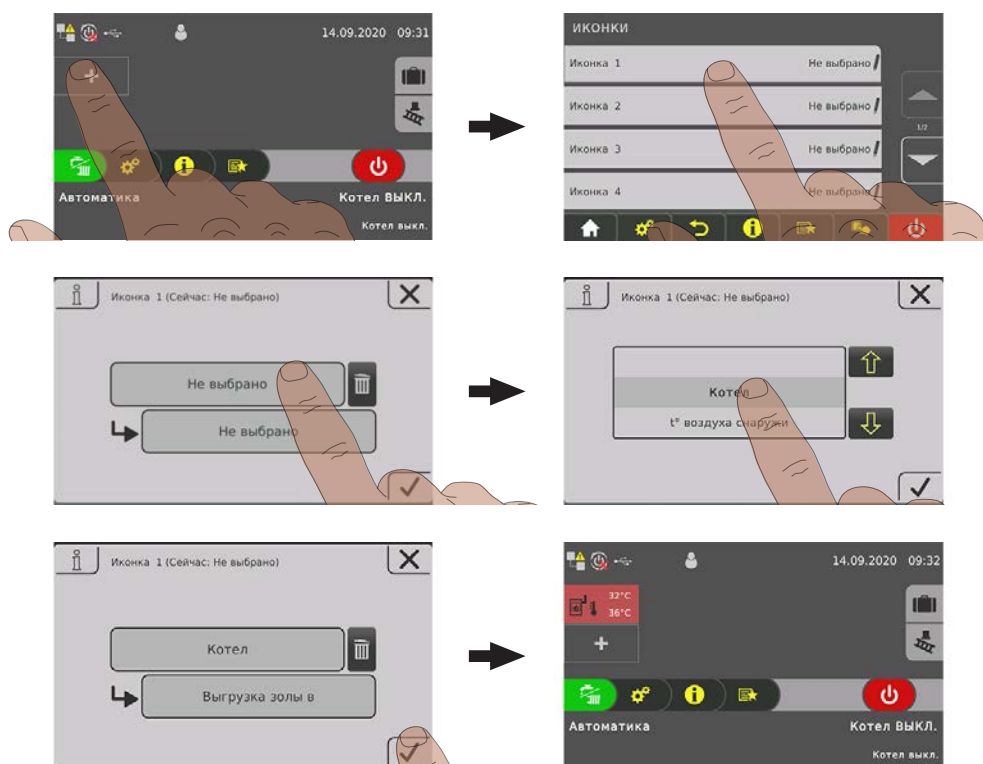 14.09.2020 09:31
Автоматика
Котел ВЫКЛ.
Котел выкл.
ИКОНКИ
Иконка 1 Не выбрано
Иконка 2 Не выбрано
1/2
Иконка 3 Не выбрано
Иконка 4 Не выбрано
Иконка 1 (Сейчас: Не выбрано)
Не выбрано
Не выбрано
Иконка 1 (Сейчас: Не выбрано)
Котел
t° воздуха снаружи
Иконка 1 (Сейчас: Не выбрано)
Котел
Выгрузка золы в
14.09.2020 09:32
32°C
36°C
Автоматика
Котел ВЫКЛ.
Котел выкл.